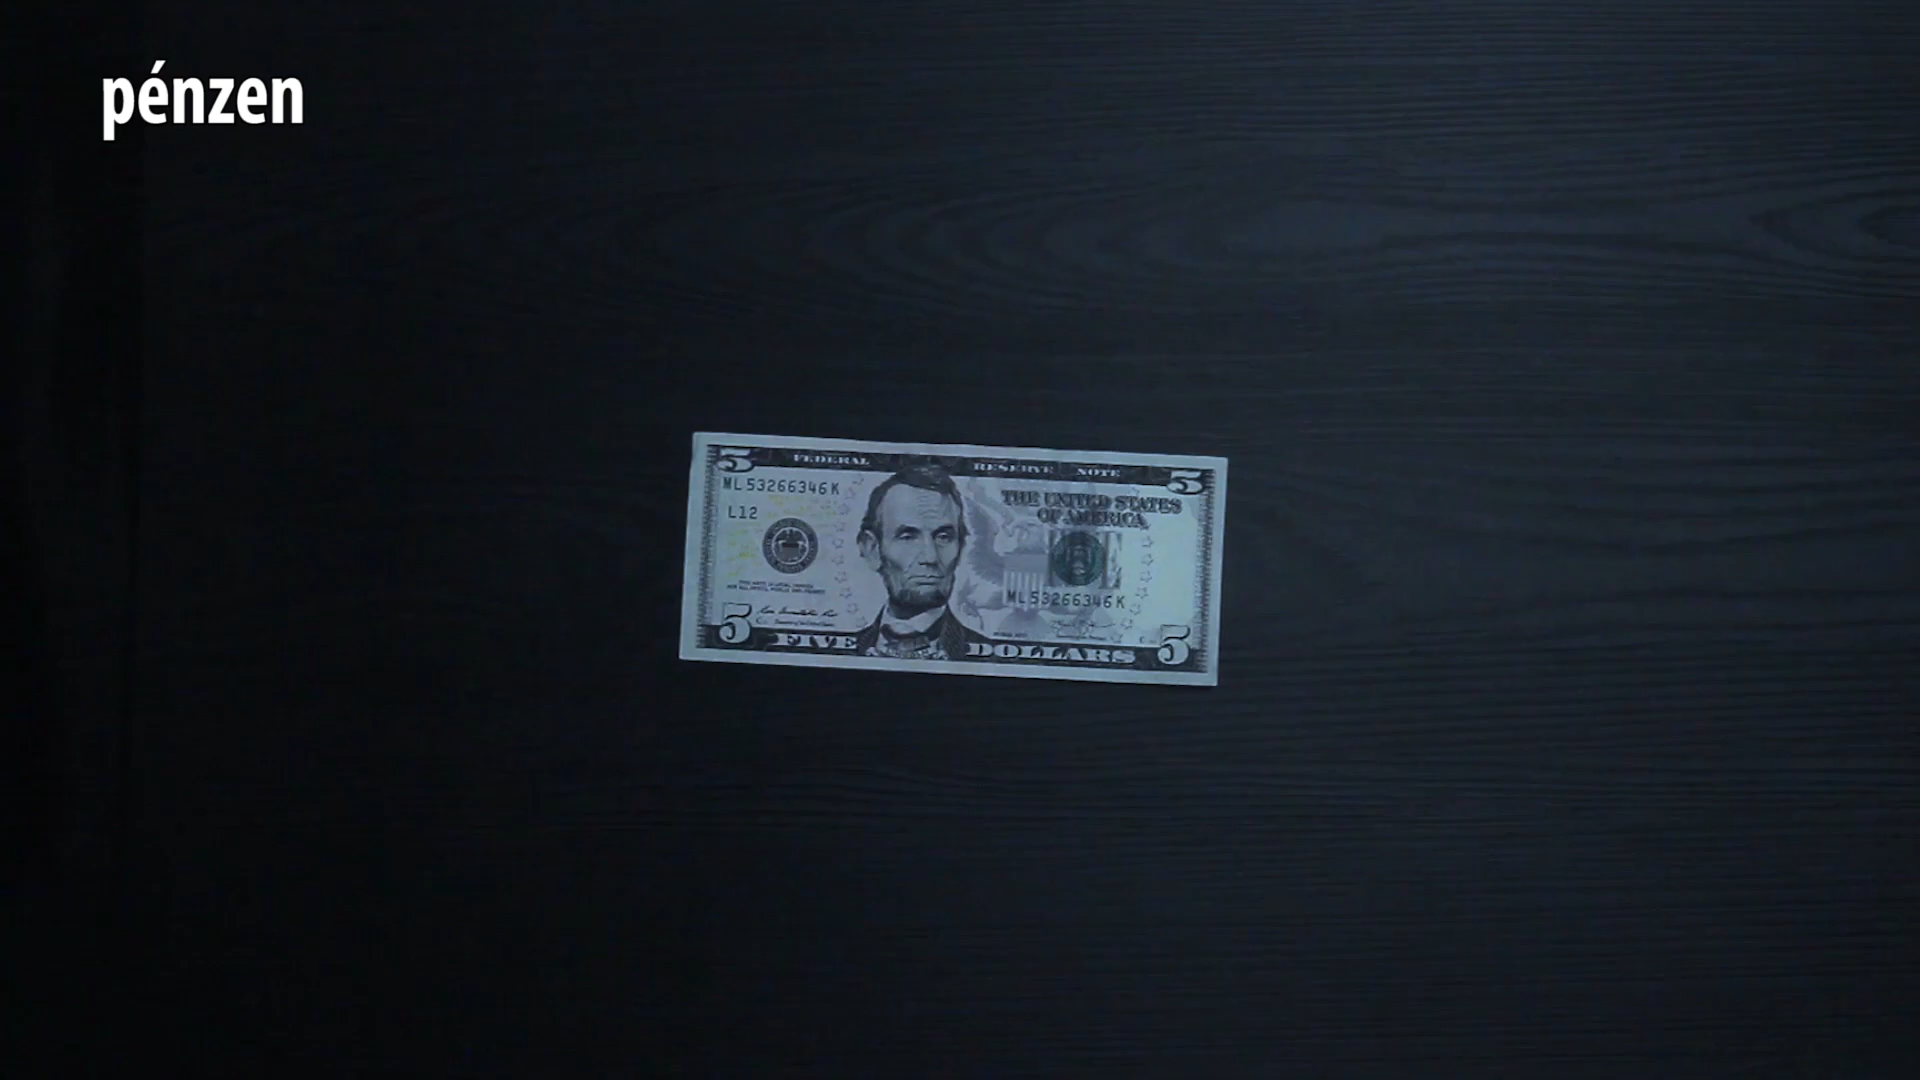 pénzen
5 FEDERAL RESERVE NOTE 5
ML 53266346 K
THE UNITED STATES
OF AMERICA
L12
ML 53266346 K
5 FIVE DOLLARS 5